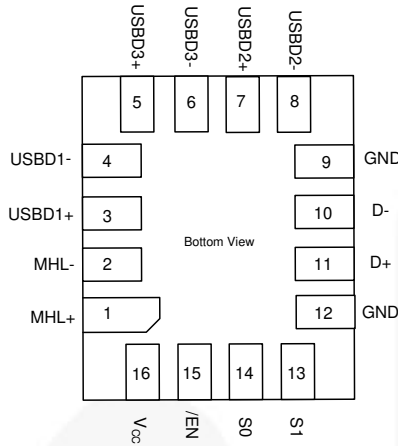 USBD3+ USBD3- USBD2+ USBD2-
5 6 7 8
USBD1- 4 9 GND
USBD1+ 3 10 D-
Bottom View
MHL- 2 11 D+
MHL+ 1 12 GND
16 15 14 13
Vcc /EN S0 S1